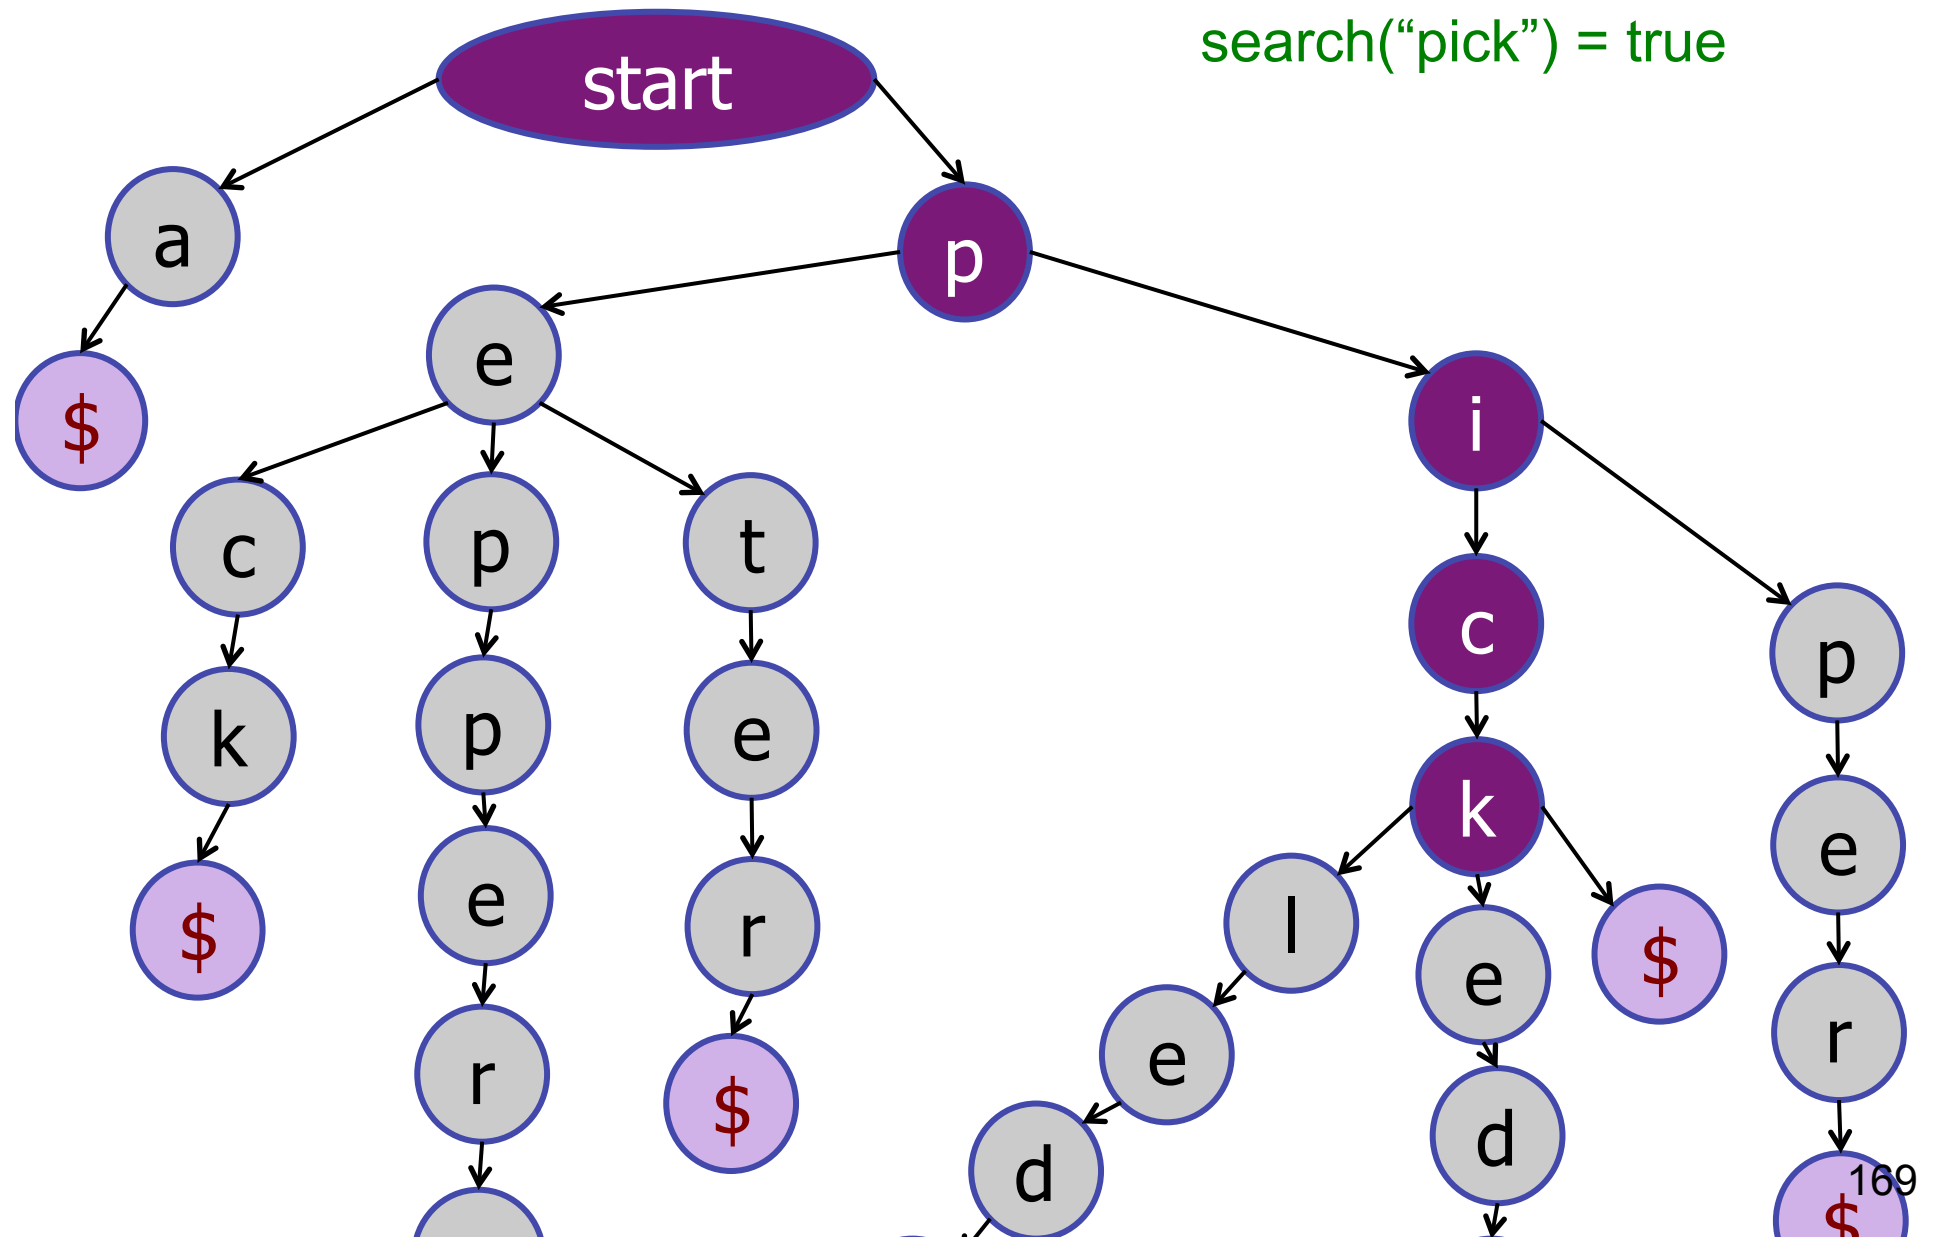 search(“pick”) = true
start
a
p
e
i
$
c
p
t
c
p
k
p
e
k
e
$
e
r
l
e
$
r
r
$
e
d
d
$
169